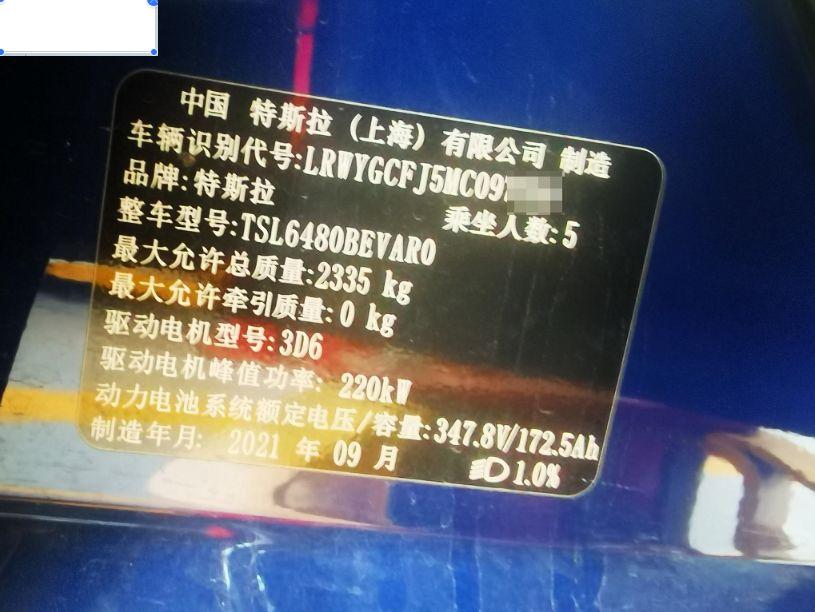 中国 特斯拉 (上海) 有限公司 制造
车辆识别代号:LRWYGCFJ5MC09
品牌:特斯拉 乘坐人数:5
整车型号:TSL6480BEVAR0
最大允许总质量:2335 kg
最大允许牵引质量:0 kg
驱动电机型号:3D6
驱动电机峰值功率: 220kW
动力电池系统额定电压/容量:347.8V/172.5Ah
制造年月: 2021 年 09 月 1.0%